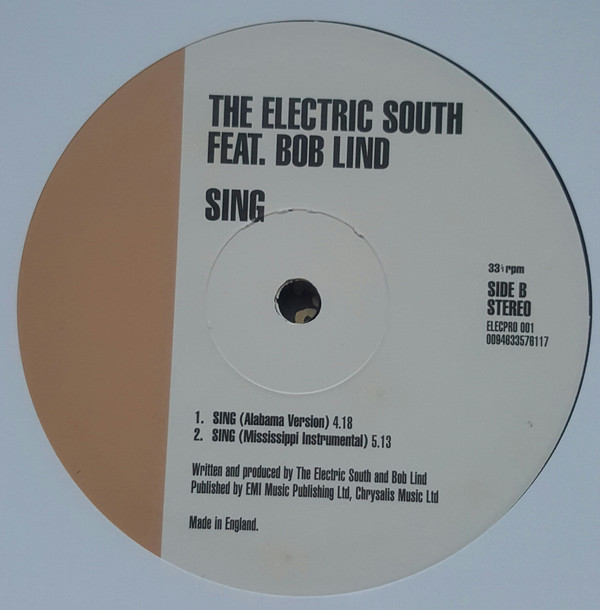 THE ELECTRIC SOUTH
FEAT. BOB LIND
SING
33⅓ rpm
SIDE B
STEREO
ELECPRO 001
0094633576117
1. SING (Alabama Version) 4.18
2. SING (Mississippi Instrumental) 5.13
Written and produced by The Electric South and Bob Lind
Published by EMI Music Publishing Ltd, Chrysalis Music Ltd
Made in England.